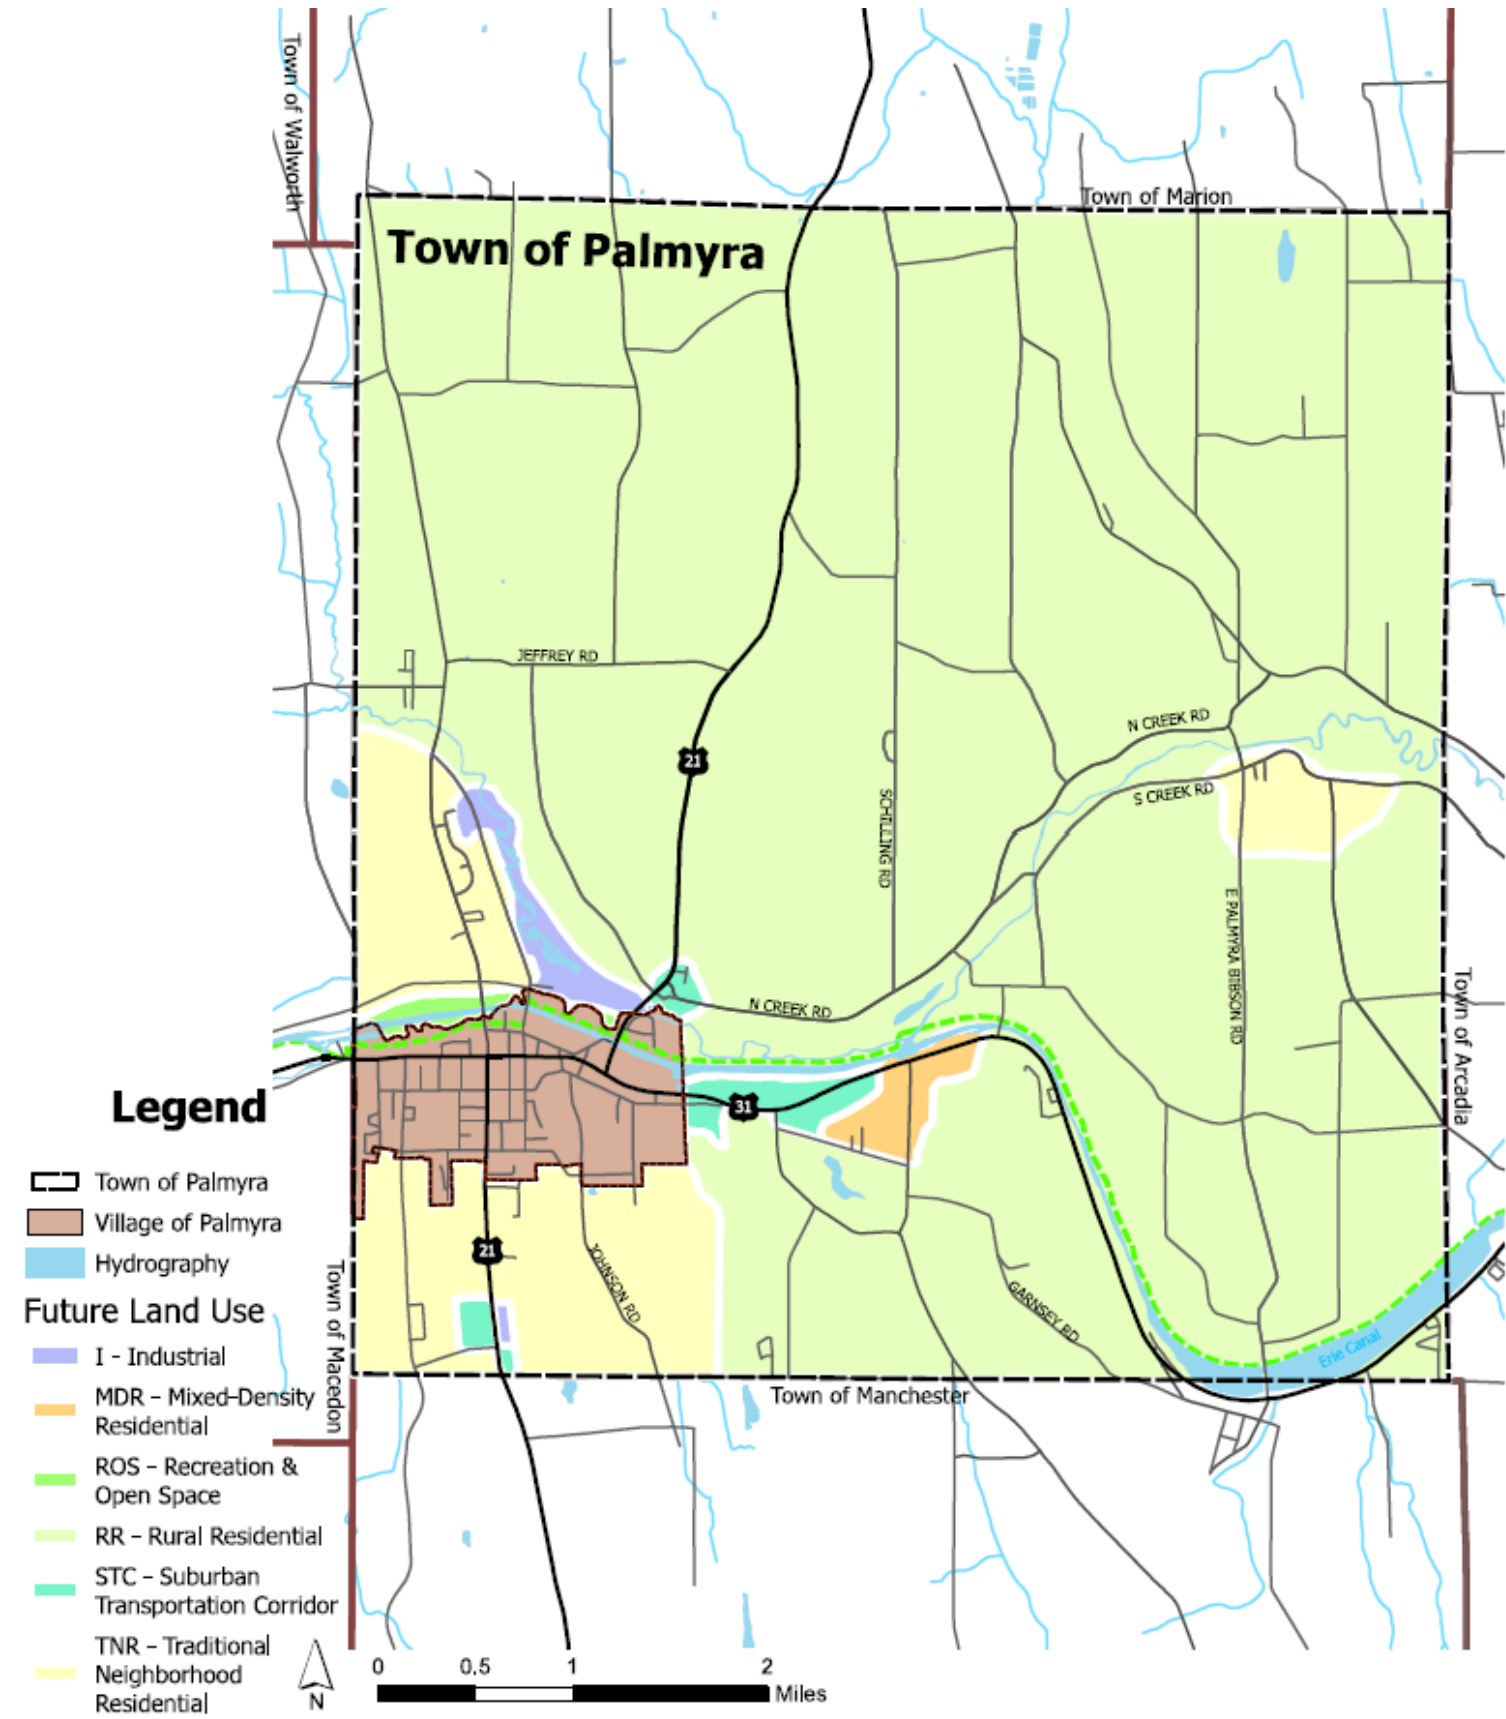 Town of Walworth
Town of Marion
Town of Palmyra
JEFFREY RD
N CREEK RD
21
S CREEK RD
SCHILLING RD
E PALMYRA BIBSON RD
N CREEK RD
Town of Arcadia
31
21
JOHNSON RD
GARNSEY RD
Erie Canal
Town of Macedon
Town of Manchester
Legend
Town of Palmyra
Village of Palmyra
Hydrography
Future Land Use
I - Industrial
MDR - Mixed-Density
Residential
ROS - Recreation &
Open Space
RR - Rural Residential
STC - Suburban
Transportation Corridor
TNR - Traditional
Neighborhood
Residential
N
0 0.5 1 2
Miles